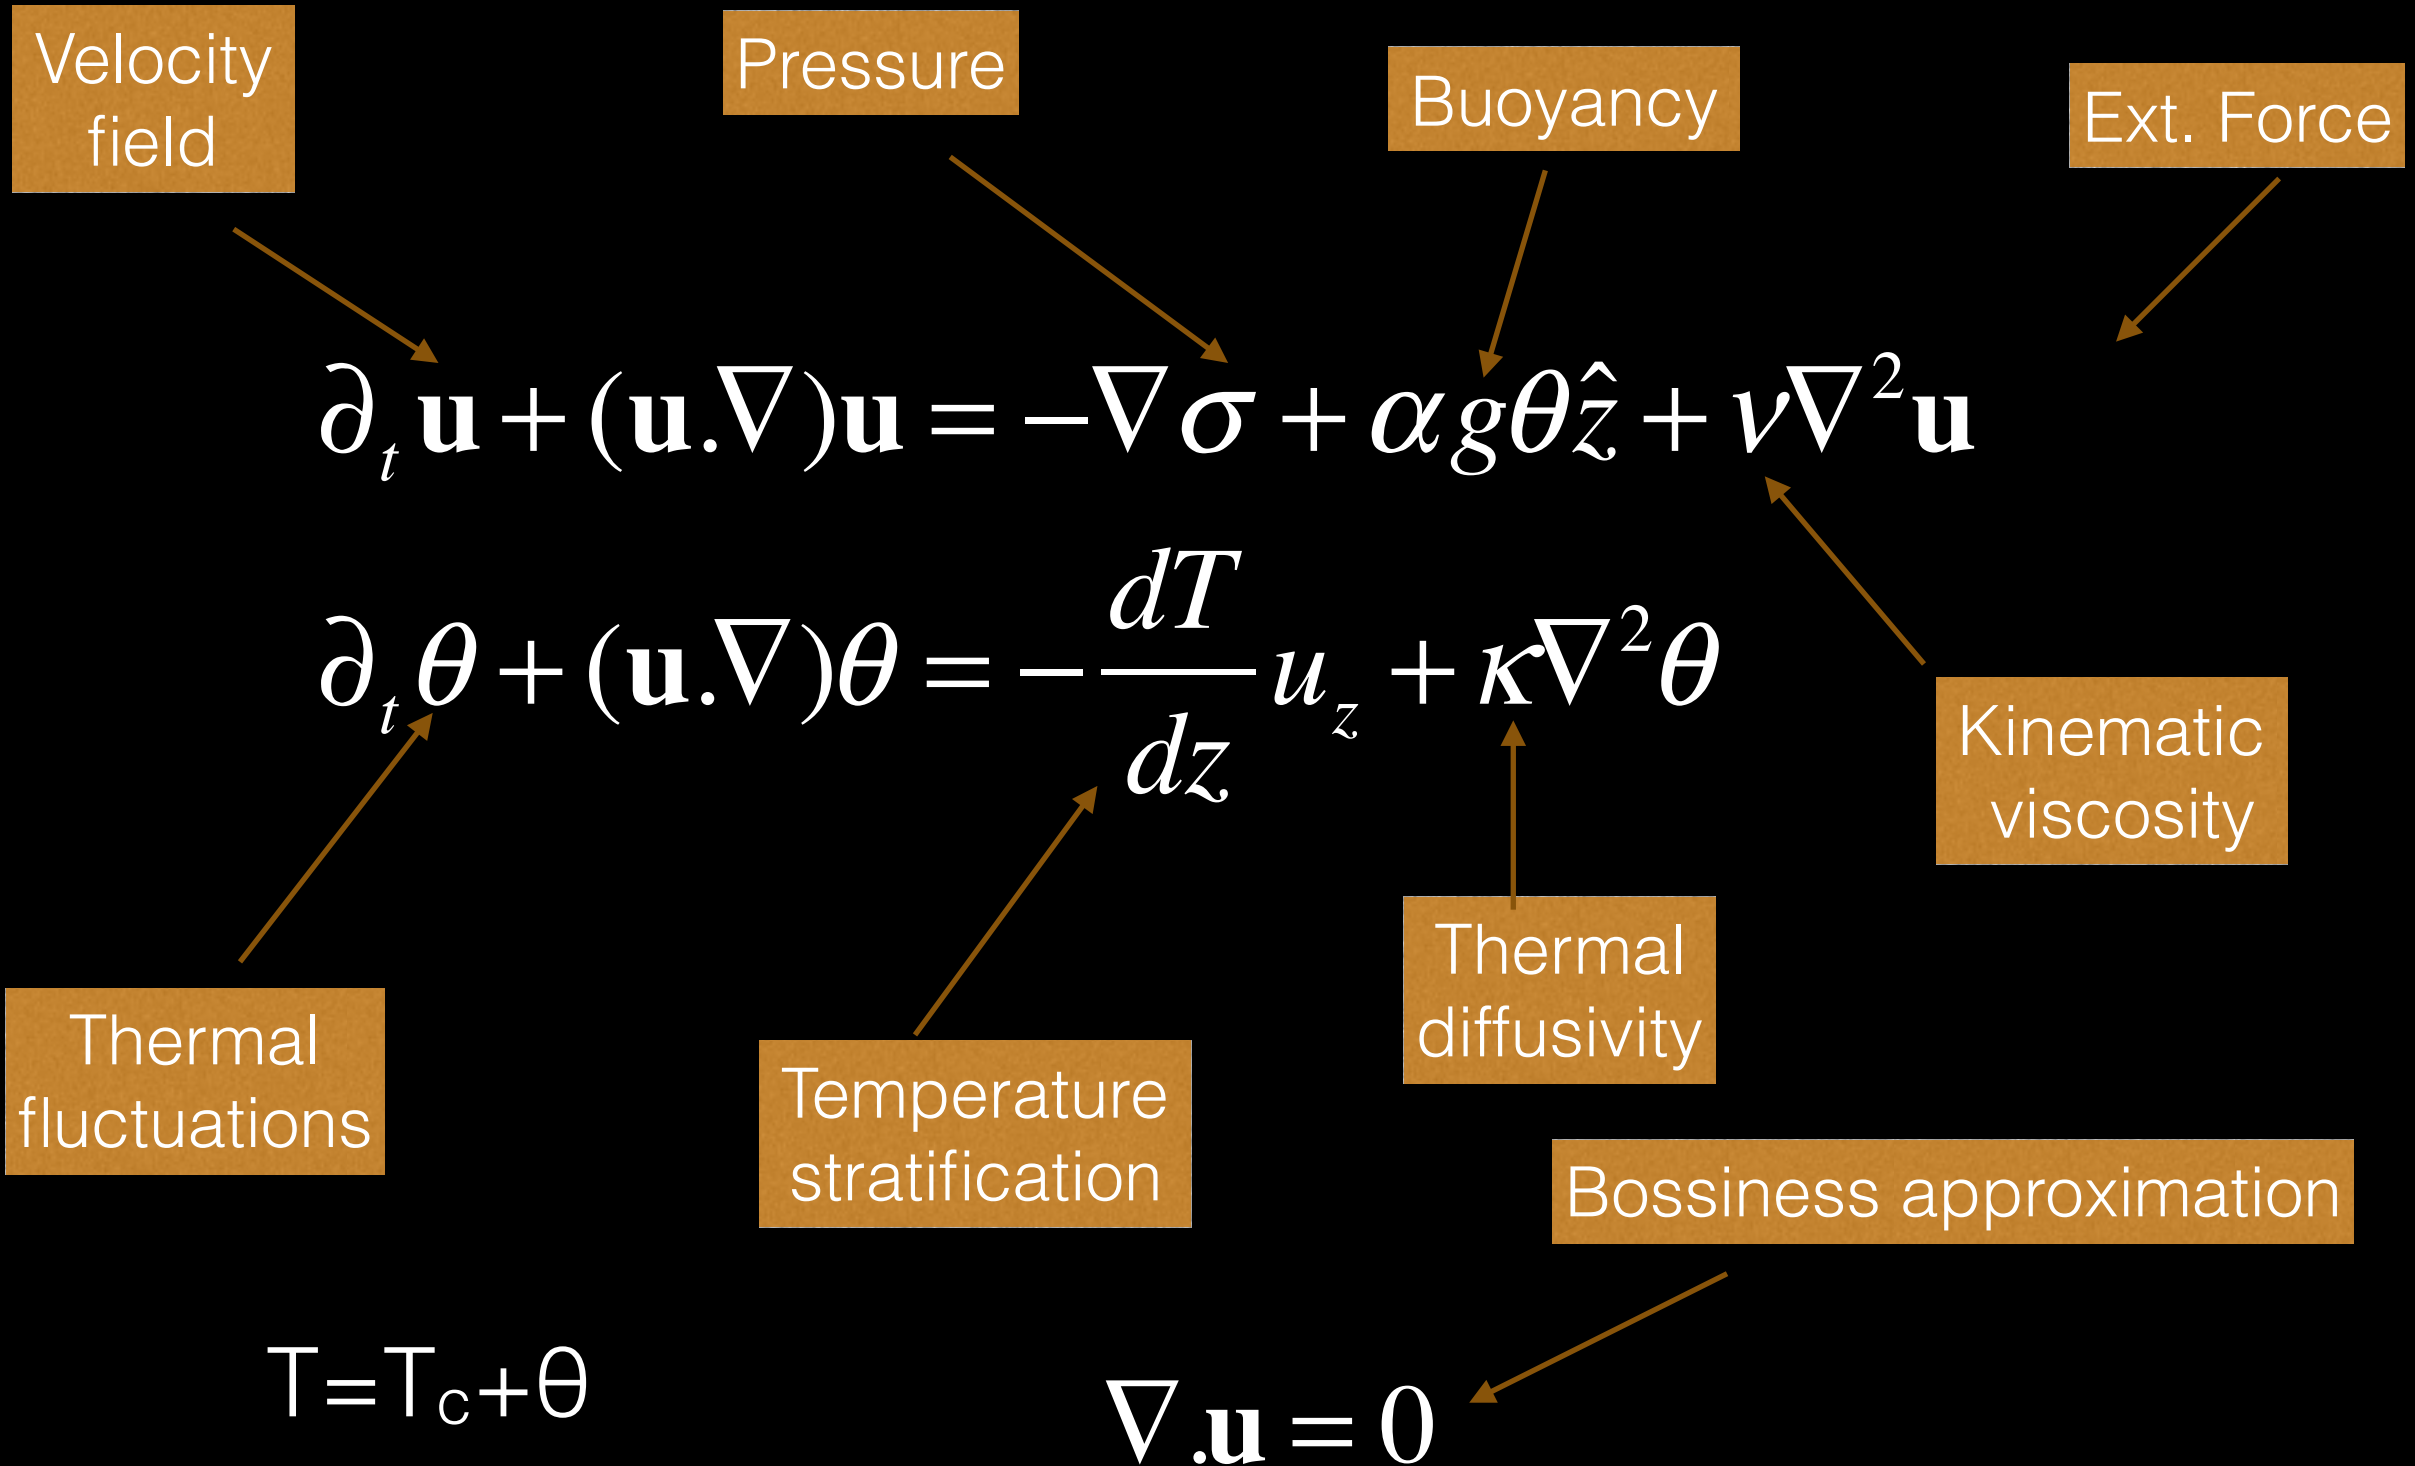 Velocity
field
Pressure
Buoyancy
Ext. Force
∂ₜ𝐮 + (𝐮.∇)𝐮 = −∇σ + αgθẑ + ν∇²𝐮
∂ₜθ + (𝐮.∇)θ = −dT/dz u_z + κ∇²θ
Kinematic
viscosity
Thermal
diffusivity
Thermal
fluctuations
Temperature
stratification
Bossiness approximation
T=T_c+θ
∇.𝐮 = 0